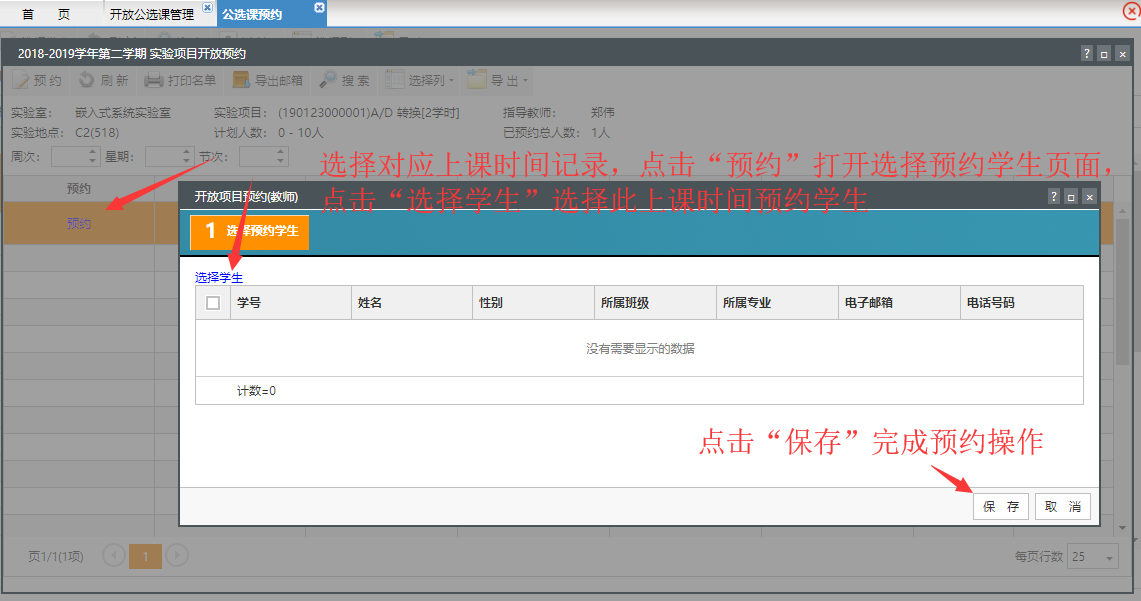 首 页 开放公选课管理 公选课预约
2018-2019学年第二学期 实验项目开放预约
预 约 刷 新 打印名单 导出邮箱 搜 索 选择列 导 出
实验室： 嵌入式系统实验室 实验项目： (190123000001)A/D 转换[2学时] 指导教师： 郑伟
实验地点： C2(518) 计划人数： 0 - 10人 已预约总人数： 1人
周次： 星期： 节次：
选择对应上课时间记录，点击“预约”打开选择预约学生页面，
点击“选择学生”选择此上课时间预约学生
预约
预约
开放项目预约(教师)
1 选择预约学生
选择学生
学号 姓名 性别 所属班级 所属专业 电子邮箱 电话号码
没有需要显示的数据
计数=0
点击“保存”完成预约操作
保 存 取 消
页1/1(1项) 1 每页行数 25